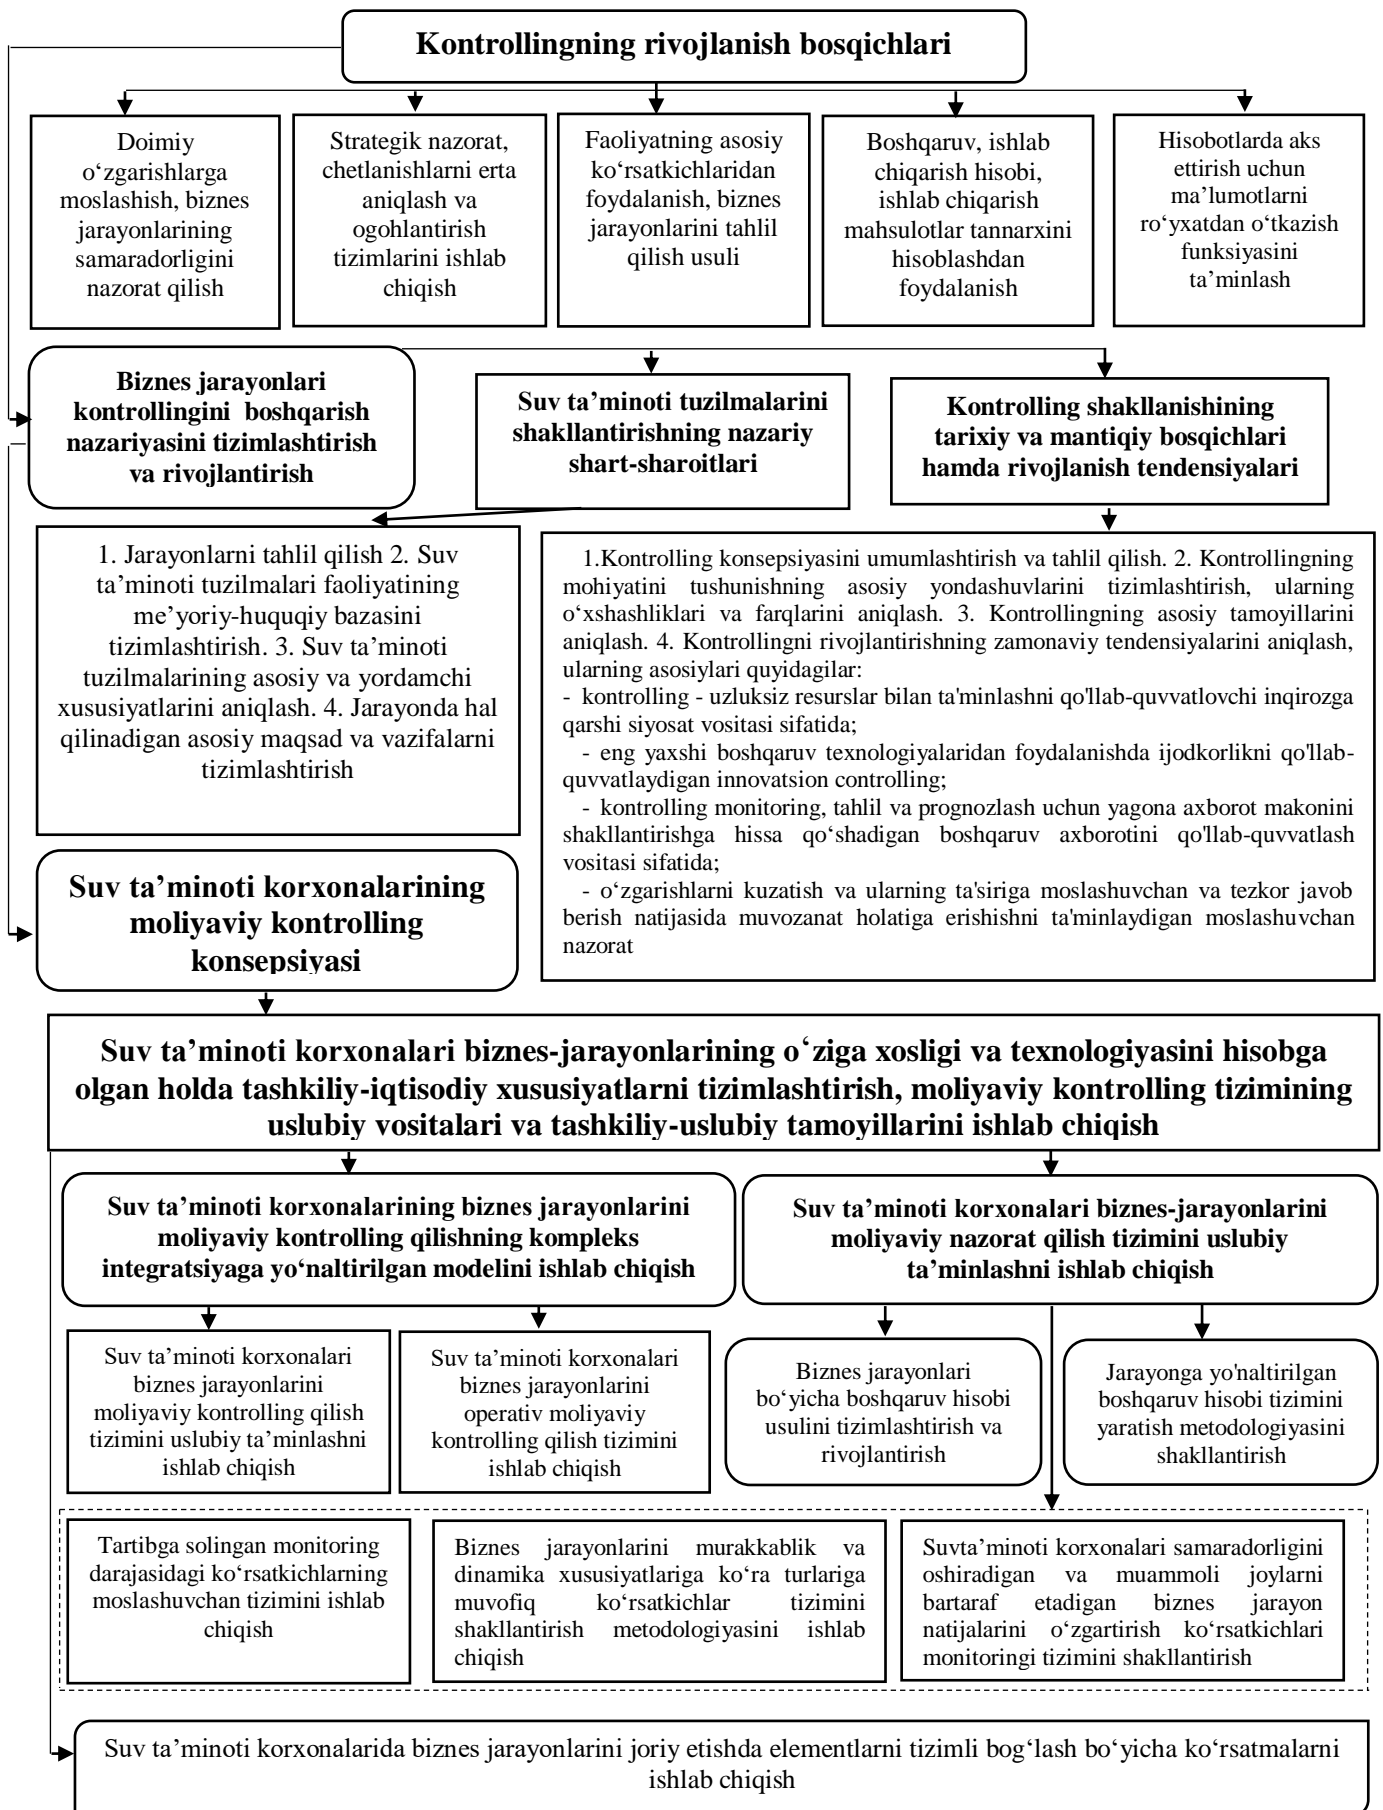 Kontrollingning rivojlanish bosqichlari
Doimiy
o‘zgarishlarga
moslashish, biznes
jarayonlarining
samaradorligini
nazorat qilish
Strategik nazorat,
chetlanishlarni erta
aniqlash va
ogohlantirish
tizimlarini ishlab
chiqish
Faoliyatning asosiy
ko‘rsatkichlaridan
foydalanish, biznes
jarayonlarini tahlil
qilish usuli
Boshqaruv, ishlab
chiqarish hisobi,
ishlab chiqarish
mahsulotlar tannarxini
hisoblashdan
foydalanish
Hisobotlarda aks
ettirish uchun
ma’lumotlarni
ro‘yxatdan o‘tkazish
funksiyasini
ta’minlash
Biznes jarayonlari
kontrollingini boshqarish
nazariyasini tizimlashtirish
va rivojlantirish
Suv ta’minoti tuzilmalarini
shakllantirishning nazariy
shart-sharoitlari
Kontrolling shakllanishining
tarixiy va mantiqiy bosqichlari
hamda rivojlanish tendensiyalari
1. Jarayonlarni tahlil qilish 2. Suv
ta’minoti tuzilmalari faoliyatining
me’yoriy-huquqiy bazasini
tizimlashtirish. 3. Suv ta’minoti
tuzilmalarining asosiy va yordamchi
xususiyatlarini aniqlash. 4. Jarayonda hal
qilinadigan asosiy maqsad va vazifalarni
tizimlashtirish
1.Kontrolling konsepsiyasini umumlashtirish va tahlil qilish. 2. Kontrollingning
mohiyatini tushunishning asosiy yondashuvlarini tizimlashtirish, ularning
o‘xshashliklari va farqlarini aniqlash. 3. Kontrollingning asosiy tamoyillarini
aniqlash. 4. Kontrollingni rivojlantirishning zamonaviy tendensiyalarini aniqlash,
ularning asosiylari quyidagilar:
- kontrolling - uzluksiz resurslar bilan ta'minlashni qo'llab-quvvatlovchi inqirozga
qarshi siyosat vositasi sifatida;
- eng yaxshi boshqaruv texnologiyalaridan foydalanishda ijodkorlikni qo'llab-
quvvatlaydigan innovatsion controlling;
- kontrolling monitoring, tahlil va prognozlash uchun yagona axborot makonini
shakllantirishga hissa qo‘shadigan boshqaruv axborotini qo'llab-quvvatlash
vositasi sifatida;
- o‘zgarishlarni kuzatish va ularning ta'siriga moslashuvchan va tezkor javob
berish natijasida muvozanat holatiga erishishni ta'minlaydigan moslashuvchan
nazorat
Suv ta’minoti korxonalarining
moliyaviy kontrolling
konsepsiyasi
Suv ta’minoti korxonalari biznes-jarayonlarining o‘ziga xosligi va texnologiyasini hisobga
olgan holda tashkiliy-iqtisodiy xususiyatlarni tizimlashtirish, moliyaviy kontrolling tizimining
uslubiy vositalari va tashkiliy-uslubiy tamoyillarini ishlab chiqish
Suv ta’minoti korxonalarining biznes jarayonlarini
moliyaviy kontrolling qilishning kompleks
integratsiyaga yo‘naltirilgan modelini ishlab chiqish
Suv ta’minoti korxonalari biznes-jarayonlarini
moliyaviy nazorat qilish tizimini uslubiy
ta’minlashni ishlab chiqish
Suv ta’minoti korxonalari
biznes jarayonlarini
moliyaviy kontrolling qilish
tizimini uslubiy ta’minlashni
ishlab chiqish
Suv ta’minoti korxonalari
biznes jarayonlarini
operativ moliyaviy
kontrolling qilish tizimini
ishlab chiqish
Biznes jarayonlari
bo‘yicha boshqaruv hisobi
usulini tizimlashtirish va
rivojlantirish
Jarayonga yo'naltirilgan
boshqaruv hisobi tizimini
yaratish metodologiyasini
shakllantirish
Tartibga solingan monitoring
darajasidagi ko‘rsatkichlarning
moslashuvchan tizimini ishlab
chiqish
Biznes jarayonlarini murakkablik va
dinamika xususiyatlariga ko‘ra turlariga
muvofiq ko‘rsatkichlar tizimini
shakllantirish metodologiyasini ishlab
chiqish
Suvta’minoti korxonalari samaradorligini
oshiradigan va muammoli joylarni
bartaraf etadigan biznes jarayon
natijalarini o‘zgartirish ko‘rsatkichlari
monitoringi tizimini shakllantirish
Suv ta’minoti korxonalarida biznes jarayonlarini joriy etishda elementlarni tizimli bog‘lash bo‘yicha ko‘rsatmalarni
ishlab chiqish